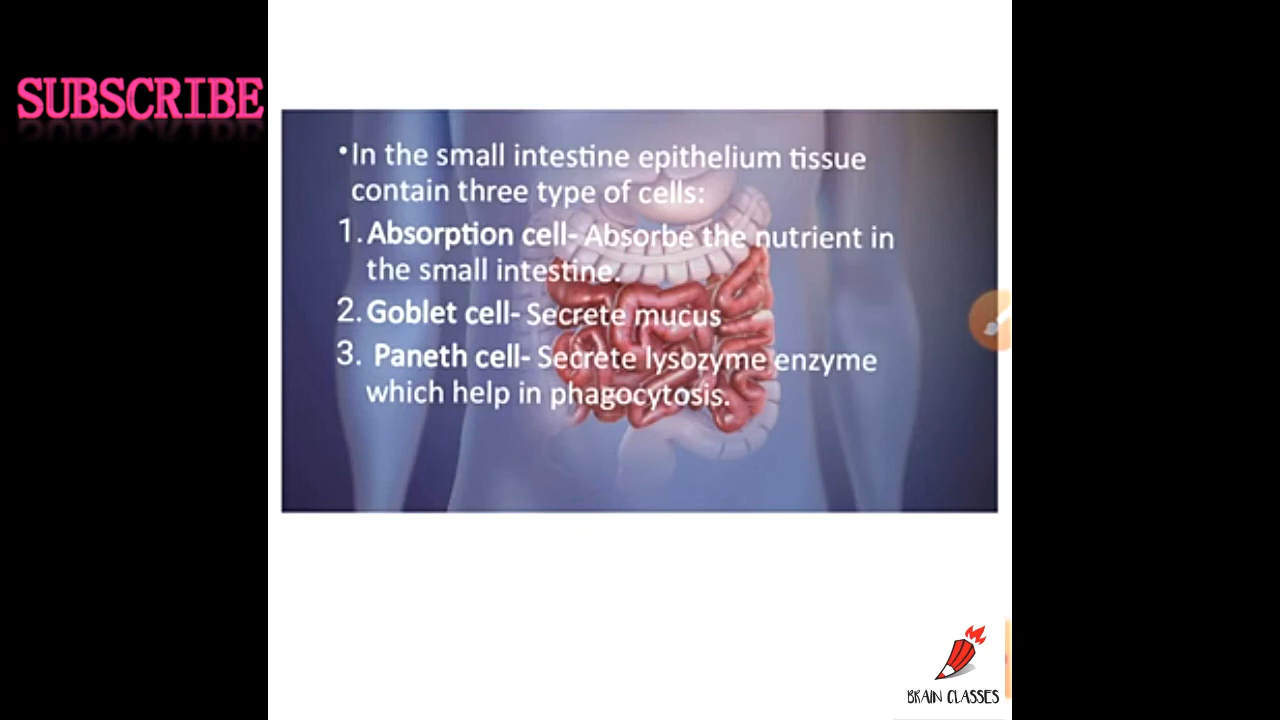 SUBSCRIBE
•In the small intestine epithelium tissue
contain three type of cells:
1. Absorption cell- Absorbe the nutrient in
the small intestine.
2. Goblet cell- Secrete mucus
3. Paneth cell- Secrete lysozyme enzyme
which help in phagocytosis.
BRAIN CLASSES